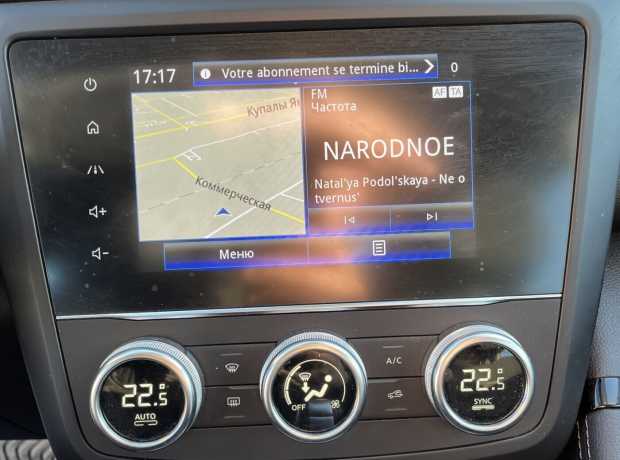 17:17
Votre abonnement se termine bi...
0
FM
AF TA
Частота
Купалы Ян
NARODNOE
Natal'ya Podol'skaya - Ne o
tvernus'
Коммерческая
Меню
22.5
AUTO
OFF
A/C
22.5
SYNC